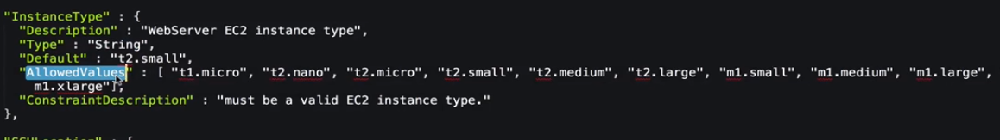 "InstanceType" : {
"Description" : "WebServer EC2 instance type",
"Type" : "String",
"Default" : "t2.small",
"AllowedValues" : [ "t1.micro", "t2.nano", "t2.micro", "t2.small", "t2.medium", "t2.large", "m1.small", "m1.medium", "m1.large",
m1.xlarge"],
"ConstraintDescription" : "must be a valid EC2 instance type."
},